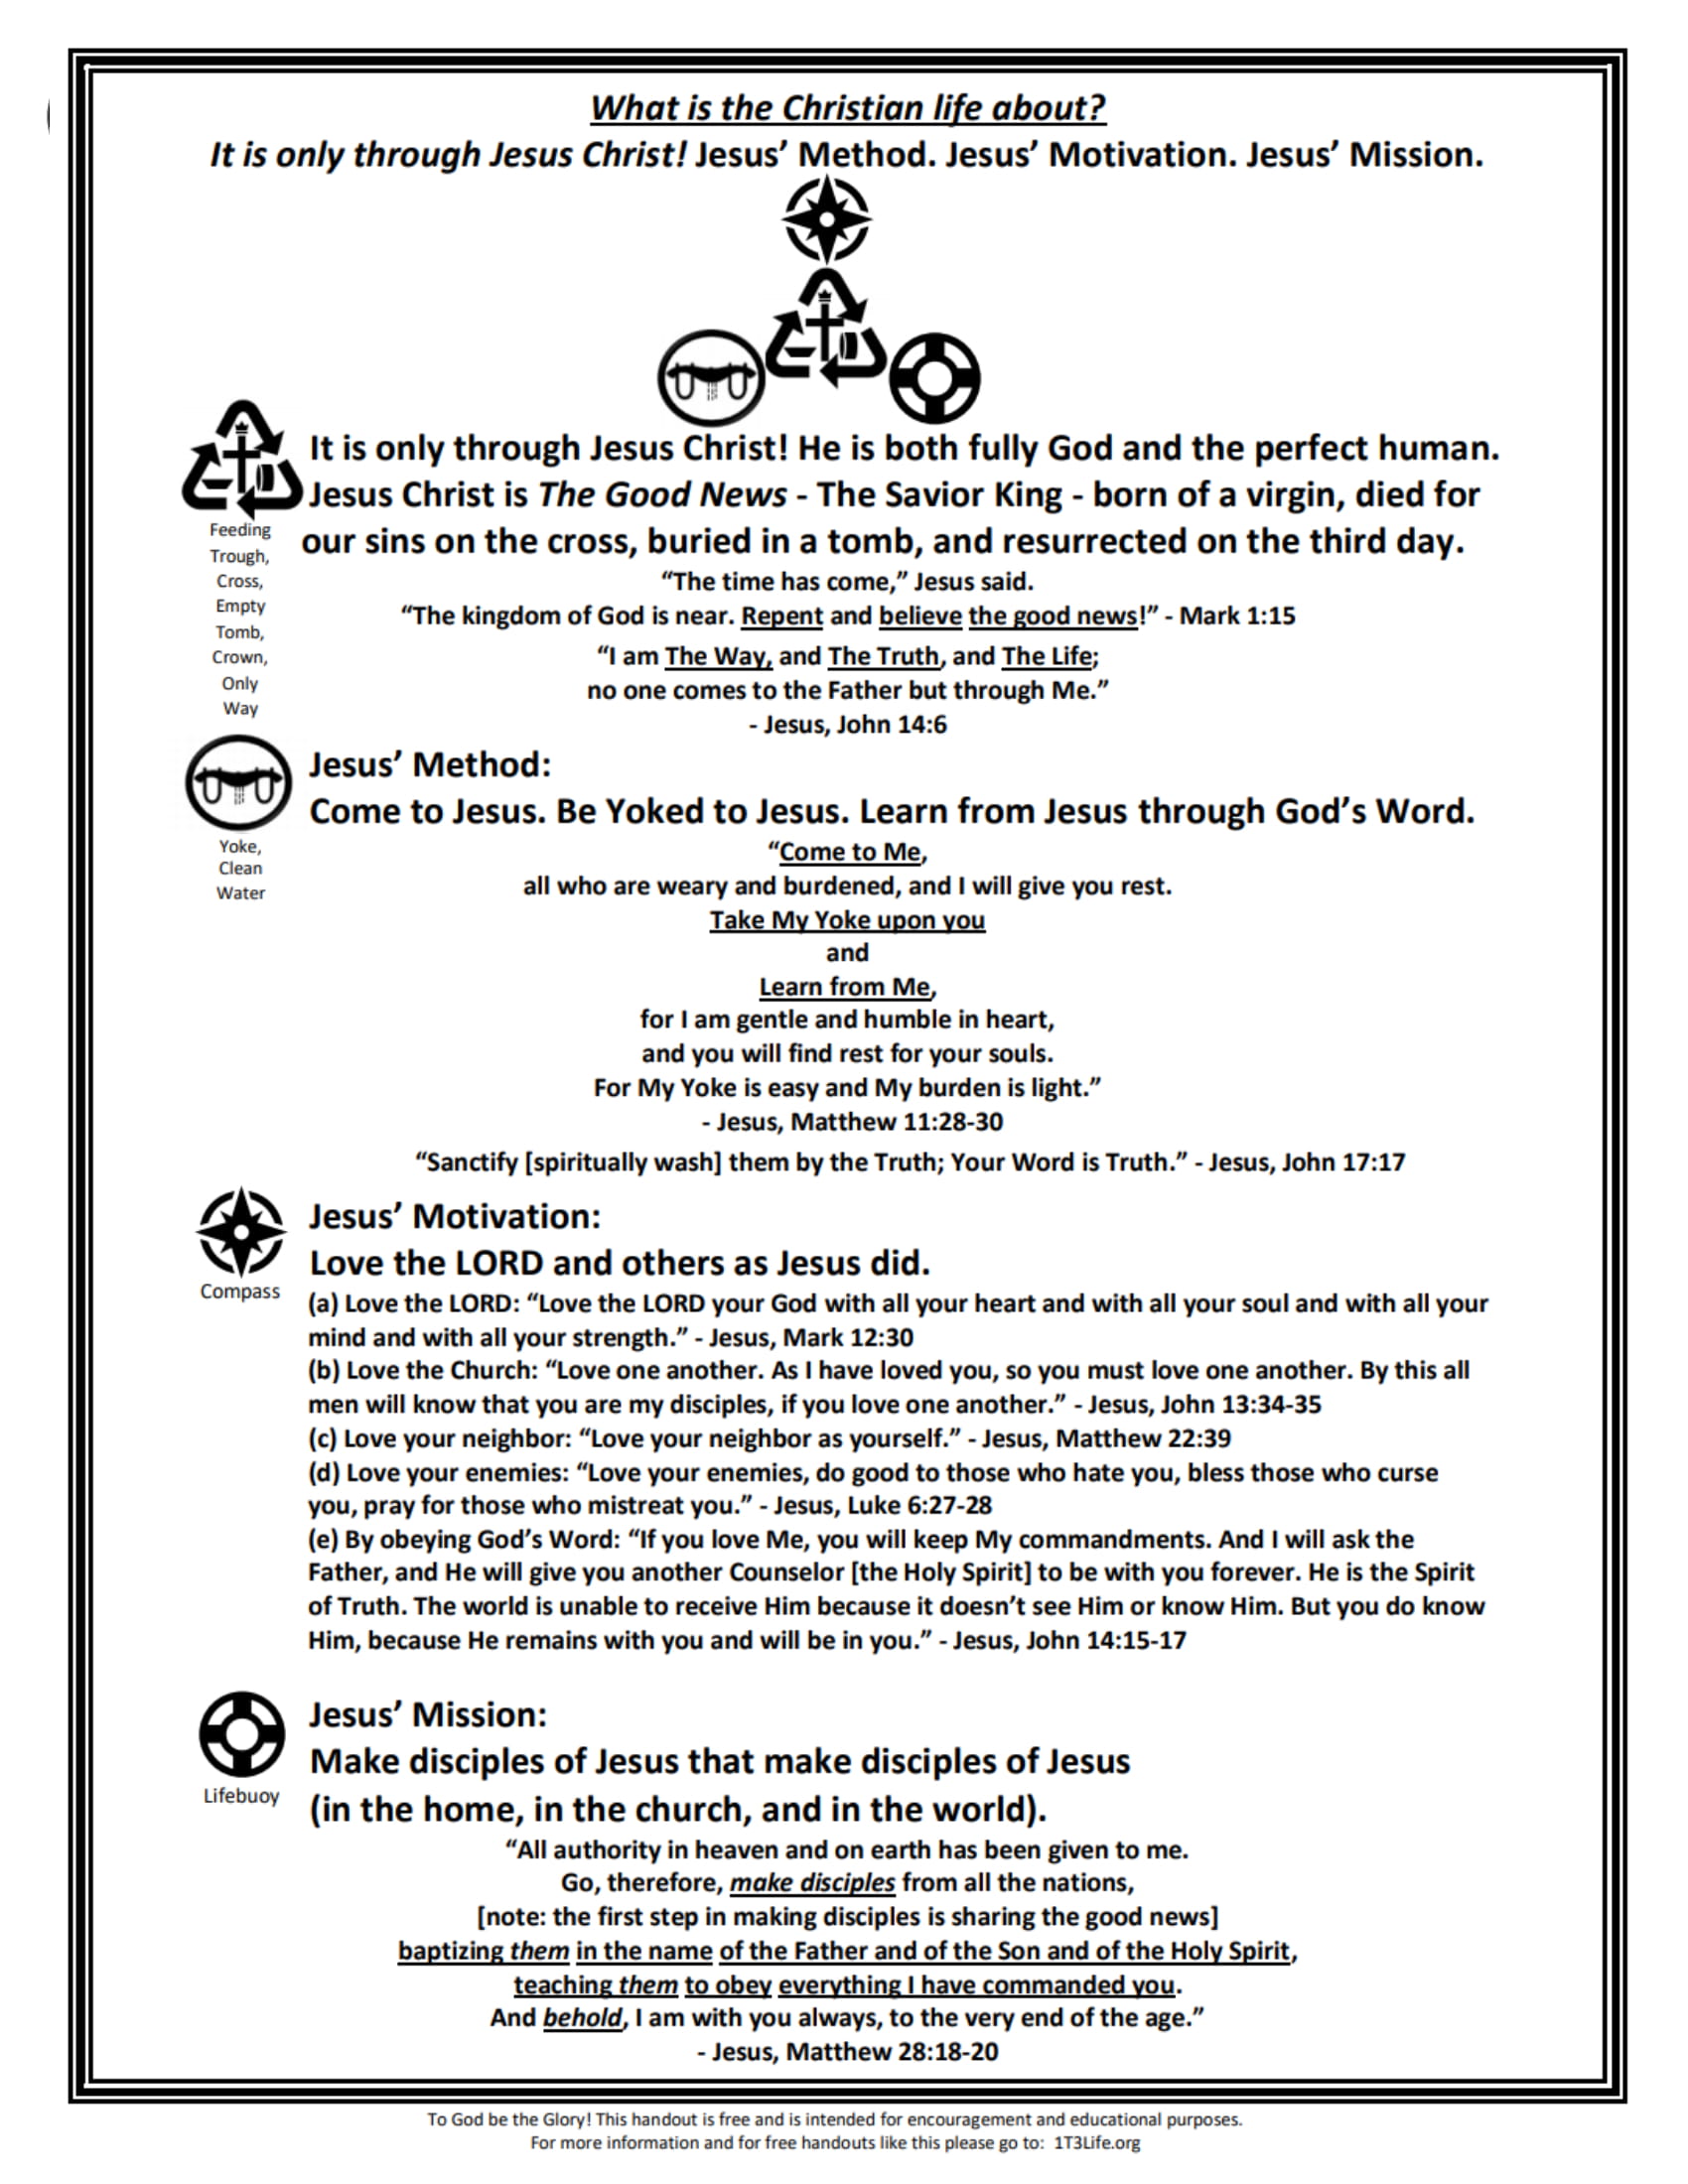 What is the Christian life about?
It is only through Jesus Christ! Jesus’ Method. Jesus’ Motivation. Jesus’ Mission.
It is only through Jesus Christ! He is both fully God and the perfect human.
Jesus Christ is The Good News - The Savior King - born of a virgin, died for
our sins on the cross, buried in a tomb, and resurrected on the third day.
Feeding
Trough,
Cross,
Empty
Tomb,
Crown,
Only
Way
“The time has come,” Jesus said.
“The kingdom of God is near. Repent and believe the good news!” - Mark 1:15
“I am The Way, and The Truth, and The Life;
no one comes to the Father but through Me.”
- Jesus, John 14:6
Jesus’ Method:
Come to Jesus. Be Yoked to Jesus. Learn from Jesus through God’s Word.
Yoke,
Clean
Water
“Come to Me,
all who are weary and burdened, and I will give you rest.
Take My Yoke upon you
and
Learn from Me,
for I am gentle and humble in heart,
and you will find rest for your souls.
For My Yoke is easy and My burden is light.”
- Jesus, Matthew 11:28-30
“Sanctify [spiritually wash] them by the Truth; Your Word is Truth.” - Jesus, John 17:17
Jesus’ Motivation:
Love the LORD and others as Jesus did.
Compass
(a) Love the LORD: “Love the LORD your God with all your heart and with all your soul and with all your
mind and with all your strength.” - Jesus, Mark 12:30
(b) Love the Church: “Love one another. As I have loved you, so you must love one another. By this all
men will know that you are my disciples, if you love one another.” - Jesus, John 13:34-35
(c) Love your neighbor: “Love your neighbor as yourself.” - Jesus, Matthew 22:39
(d) Love your enemies: “Love your enemies, do good to those who hate you, bless those who curse
you, pray for those who mistreat you.” - Jesus, Luke 6:27-28
(e) By obeying God’s Word: “If you love Me, you will keep My commandments. And I will ask the
Father, and He will give you another Counselor [the Holy Spirit] to be with you forever. He is the Spirit
of Truth. The world is unable to receive Him because it doesn’t see Him or know Him. But you do know
Him, because He remains with you and will be in you.” - Jesus, John 14:15-17
Jesus’ Mission:
Make disciples of Jesus that make disciples of Jesus
(in the home, in the church, and in the world).
Lifebuoy
“All authority in heaven and on earth has been given to me.
Go, therefore, make disciples from all the nations,
[note: the first step in making disciples is sharing the good news]
baptizing them in the name of the Father and of the Son and of the Holy Spirit,
teaching them to obey everything I have commanded you.
And behold, I am with you always, to the very end of the age.”
- Jesus, Matthew 28:18-20
To God be the Glory! This handout is free and is intended for encouragement and educational purposes.
For more information and for free handouts like this please go to: 1T3Life.org